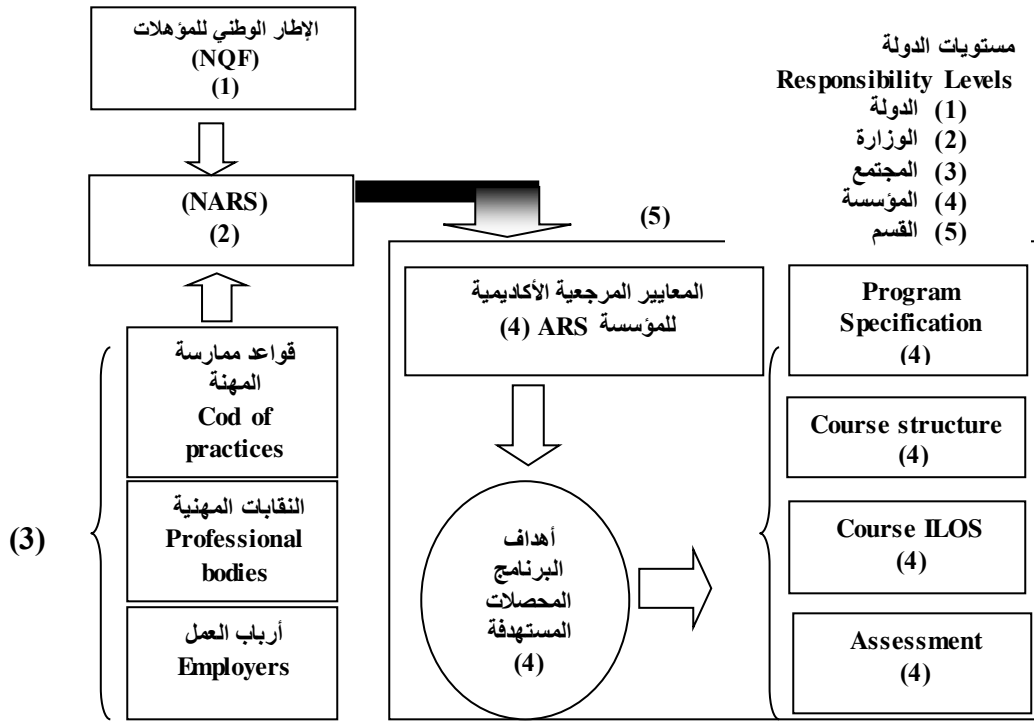 الإطار الوطني للمؤهلات
(NQF)
(1)
(NARS)
(2)
قواعد ممارسة
المهنة
Cod of
practices
النقابات المهنية
Professional
bodies
أرباب العمل
Employers
(3)
مستويات الدولة
Responsibility Levels
(1) الدولة
(2) الوزارة
(3) المجتمع
(4) المؤسسة
(5) القسم
(5)
المعايير المرجعية الأكاديمية
للمؤسسة ARS (4)
أهداف
البرنامج
المحصلات
المستهدفة
(4)
Program
Specification
(4)
Course structure
(4)
Course ILOS
(4)
Assessment
(4)